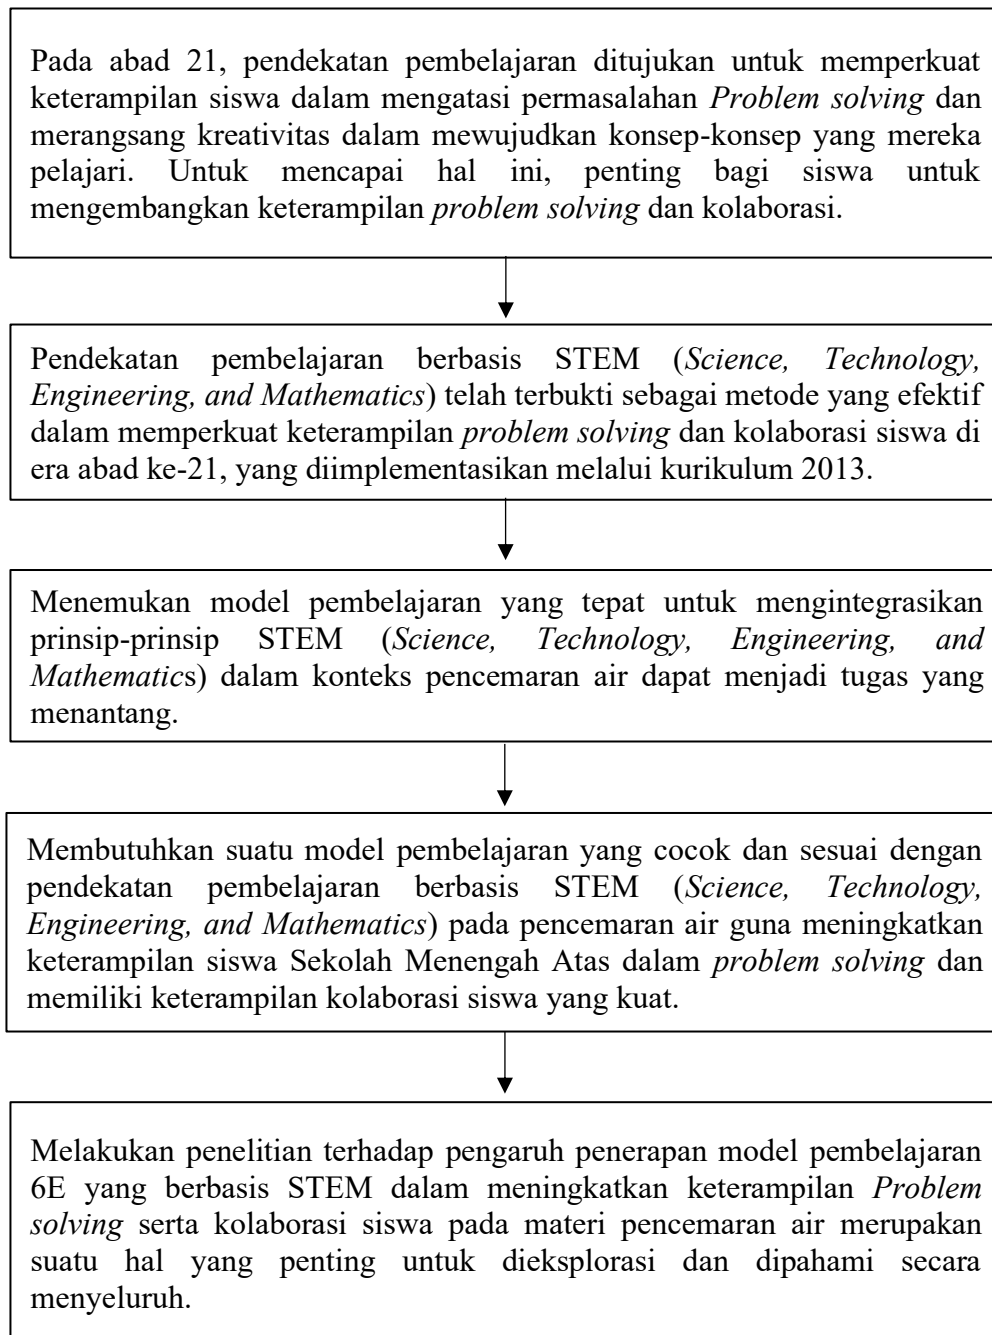 Pada abad 21, pendekatan pembelajaran ditujukan untuk memperkuat
keterampilan siswa dalam mengatasi permasalahan Problem solving dan
merangsang kreativitas dalam mewujudkan konsep-konsep yang mereka
pelajari. Untuk mencapai hal ini, penting bagi siswa untuk
mengembangkan keterampilan problem solving dan kolaborasi.
Pendekatan pembelajaran berbasis STEM (Science, Technology,
Engineering, and Mathematics) telah terbukti sebagai metode yang efektif
dalam memperkuat keterampilan problem solving dan kolaborasi siswa di
era abad ke-21, yang diimplementasikan melalui kurikulum 2013.
Menemukan model pembelajaran yang tepat untuk mengintegrasikan
prinsip-prinsip STEM (Science, Technology, Engineering, and
Mathematics) dalam konteks pencemaran air dapat menjadi tugas yang
menantang.
Membutuhkan suatu model pembelajaran yang cocok dan sesuai dengan
pendekatan pembelajaran berbasis STEM (Science, Technology,
Engineering, and Mathematics) pada pencemaran air guna meningkatkan
keterampilan siswa Sekolah Menengah Atas dalam problem solving dan
memiliki keterampilan kolaborasi siswa yang kuat.
Melakukan penelitian terhadap pengaruh penerapan model pembelajaran
6E yang berbasis STEM dalam meningkatkan keterampilan Problem
solving serta kolaborasi siswa pada materi pencemaran air merupakan
suatu hal yang penting untuk dieksplorasi dan dipahami secara
menyeluruh.